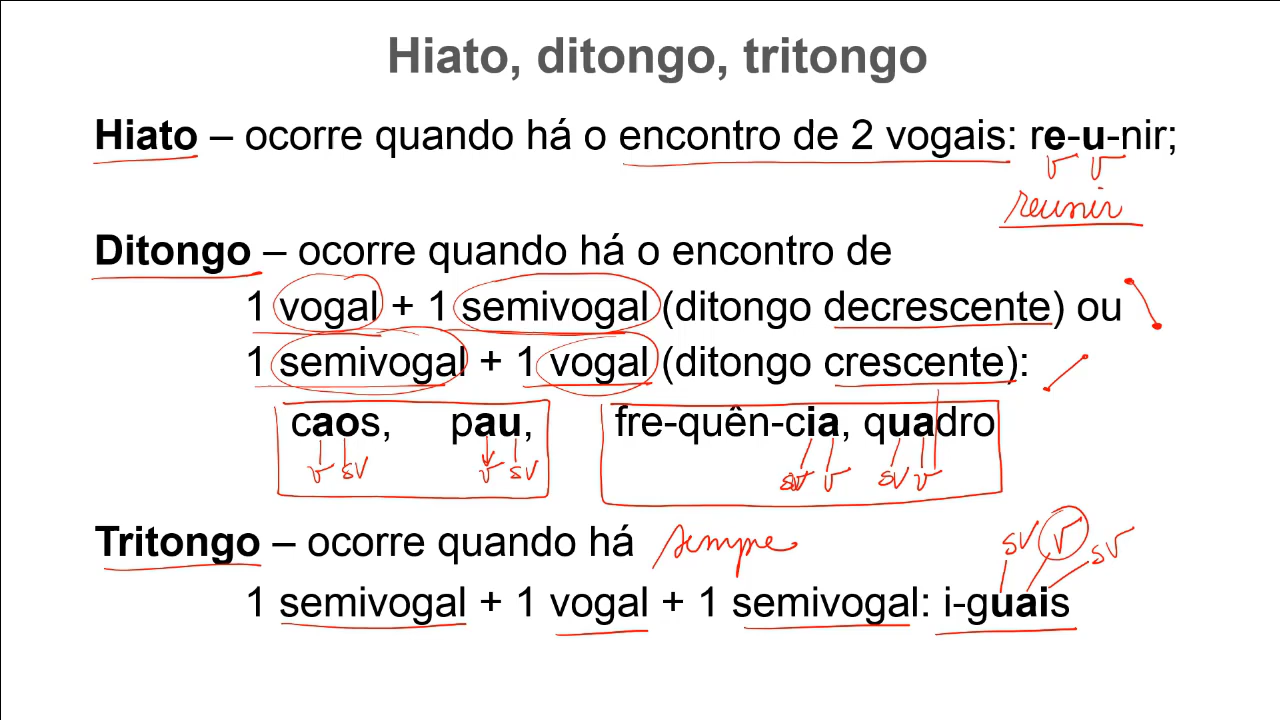 Hiato, ditongo, tritongo
Hiato – ocorre quando há o encontro de 2 vogais: re-u-nir;
v v
reunir
Ditongo – ocorre quando há o encontro de
1 vogal + 1 semivogal (ditongo decrescente) ou
1 semivogal + 1 vogal (ditongo crescente):
caos, pau, fre-quên-cia, quadro
v sv v sv sv v sv v
Tritongo – ocorre quando há sempre
sv v sv
1 semivogal + 1 vogal + 1 semivogal: i-guais